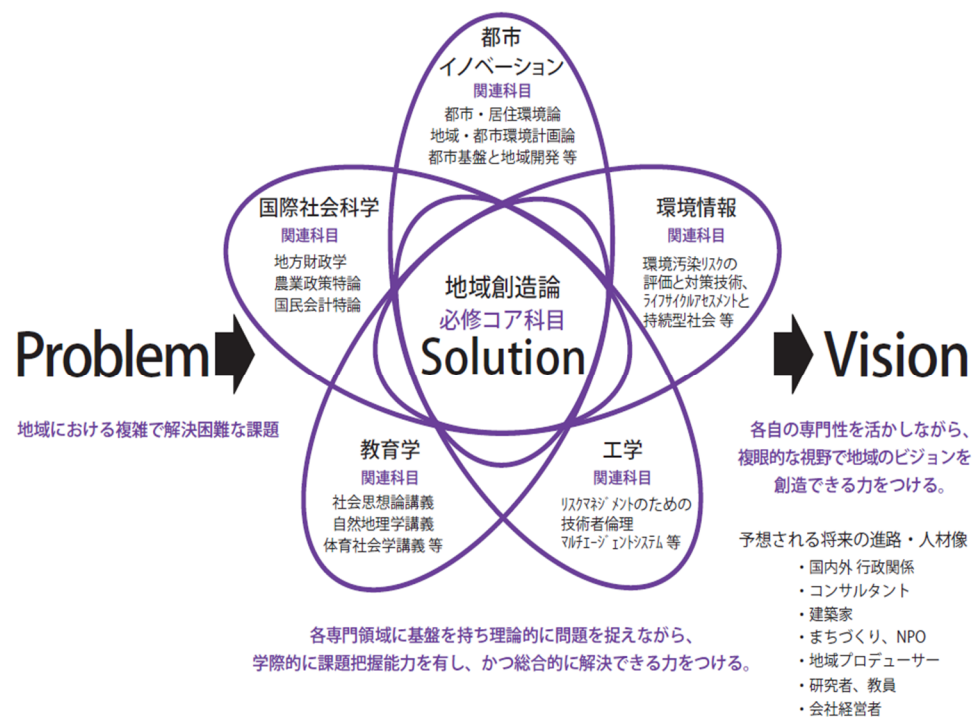 都市
イノベーション
関連科目
都市・居住環境論
地域・都市環境計画論
都市基盤と地域開発 等
国際社会科学
関連科目
地方財政学
農業政策特論
国民会計特論
環境情報
関連科目
環境汚染ﾘｽｸの
評価と対策技術、
ﾗｲﾌｻｲｸﾙｱｾｽﾒﾝﾄと
持続型社会 等
地域創造論
必修コア科目
Solution
Problem
地域における複雑で解決困難な課題
Vision
各自の専門性を活かしながら、
複眼的な視野で地域のビジョンを
創造できる力をつける。
教育学
関連科目
社会思想論講義
自然地理学講義
体育社会学講義 等
工学
関連科目
ﾘｽｸﾏﾈｼﾞﾒﾝﾄのための
技術者倫理
ﾏﾙﾁｴｰｼﾞｪﾝﾄｼｽﾃﾑ 等
予想される将来の進路・人材像
・国内外 行政関係
・コンサルタント
・建築家
・まちづくり、NPO
・地域プロデューサー
・研究者、教員
・会社経営者
各専門領域に基盤を持ち理論的に問題を捉えながら、
学際的に課題把握能力を有し、かつ総合的に解決できる力をつける。